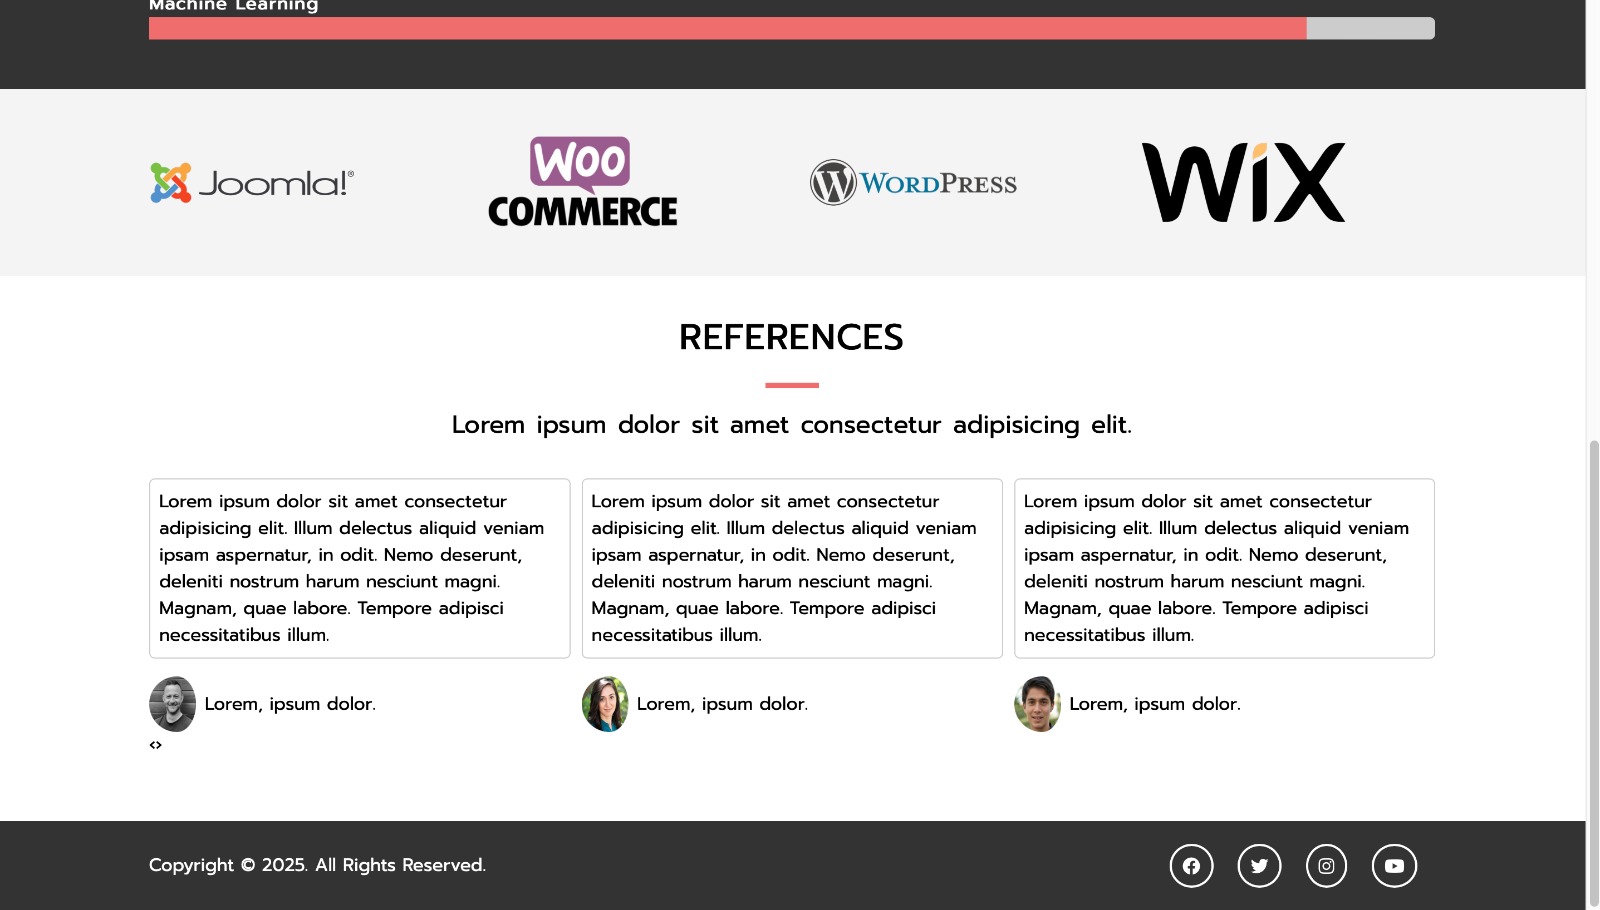 Machine Learning
Joomla!®
WOO
COMMERCE
WORDPRESS
WiX
REFERENCES
Lorem ipsum dolor sit amet consectetur adipisicing elit.
Lorem ipsum dolor sit amet consectetur
adipisicing elit. Illum delectus aliquid veniam
ipsam aspernatur, in odit. Nemo deserunt,
deleniti nostrum harum nesciunt magni.
Magnam, quae labore. Tempore adipisci
necessitatibus illum.
Lorem, ipsum dolor.
Lorem ipsum dolor sit amet consectetur
adipisicing elit. Illum delectus aliquid veniam
ipsam aspernatur, in odit. Nemo deserunt,
deleniti nostrum harum nesciunt magni.
Magnam, quae labore. Tempore adipisci
necessitatibus illum.
Lorem, ipsum dolor.
Lorem ipsum dolor sit amet consectetur
adipisicing elit. Illum delectus aliquid veniam
ipsam aspernatur, in odit. Nemo deserunt,
deleniti nostrum harum nesciunt magni.
Magnam, quae labore. Tempore adipisci
necessitatibus illum.
Lorem, ipsum dolor.
<>
Copyright © 2025. All Rights Reserved.